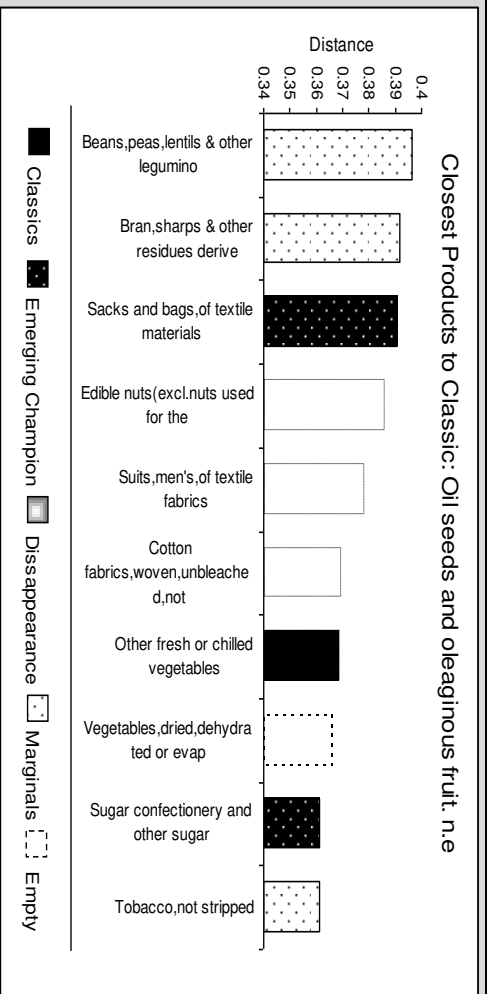 Closest Products to Classic: Oil seeds and oleaginous fruit. n.e
Distance
0.34
0.35
0.36
0.37
0.38
0.39
0.4
Beans,peas,lentils & other
legumino
Bran,sharps & other
residues derive
Sacks and bags,of textile
materials
Edible nuts(excl.nuts used
for the
Suits,men's,of textile
fabrics
Cotton
fabrics,woven,unbleache
d,not
Other fresh or chilled
vegetables
Vegetables,dried,dehydra
ted or evap
Sugar confectionery and
other sugar
Tobacco,not stripped
Classics
Emerging Champion
Dissappearance
Marginals
Empty